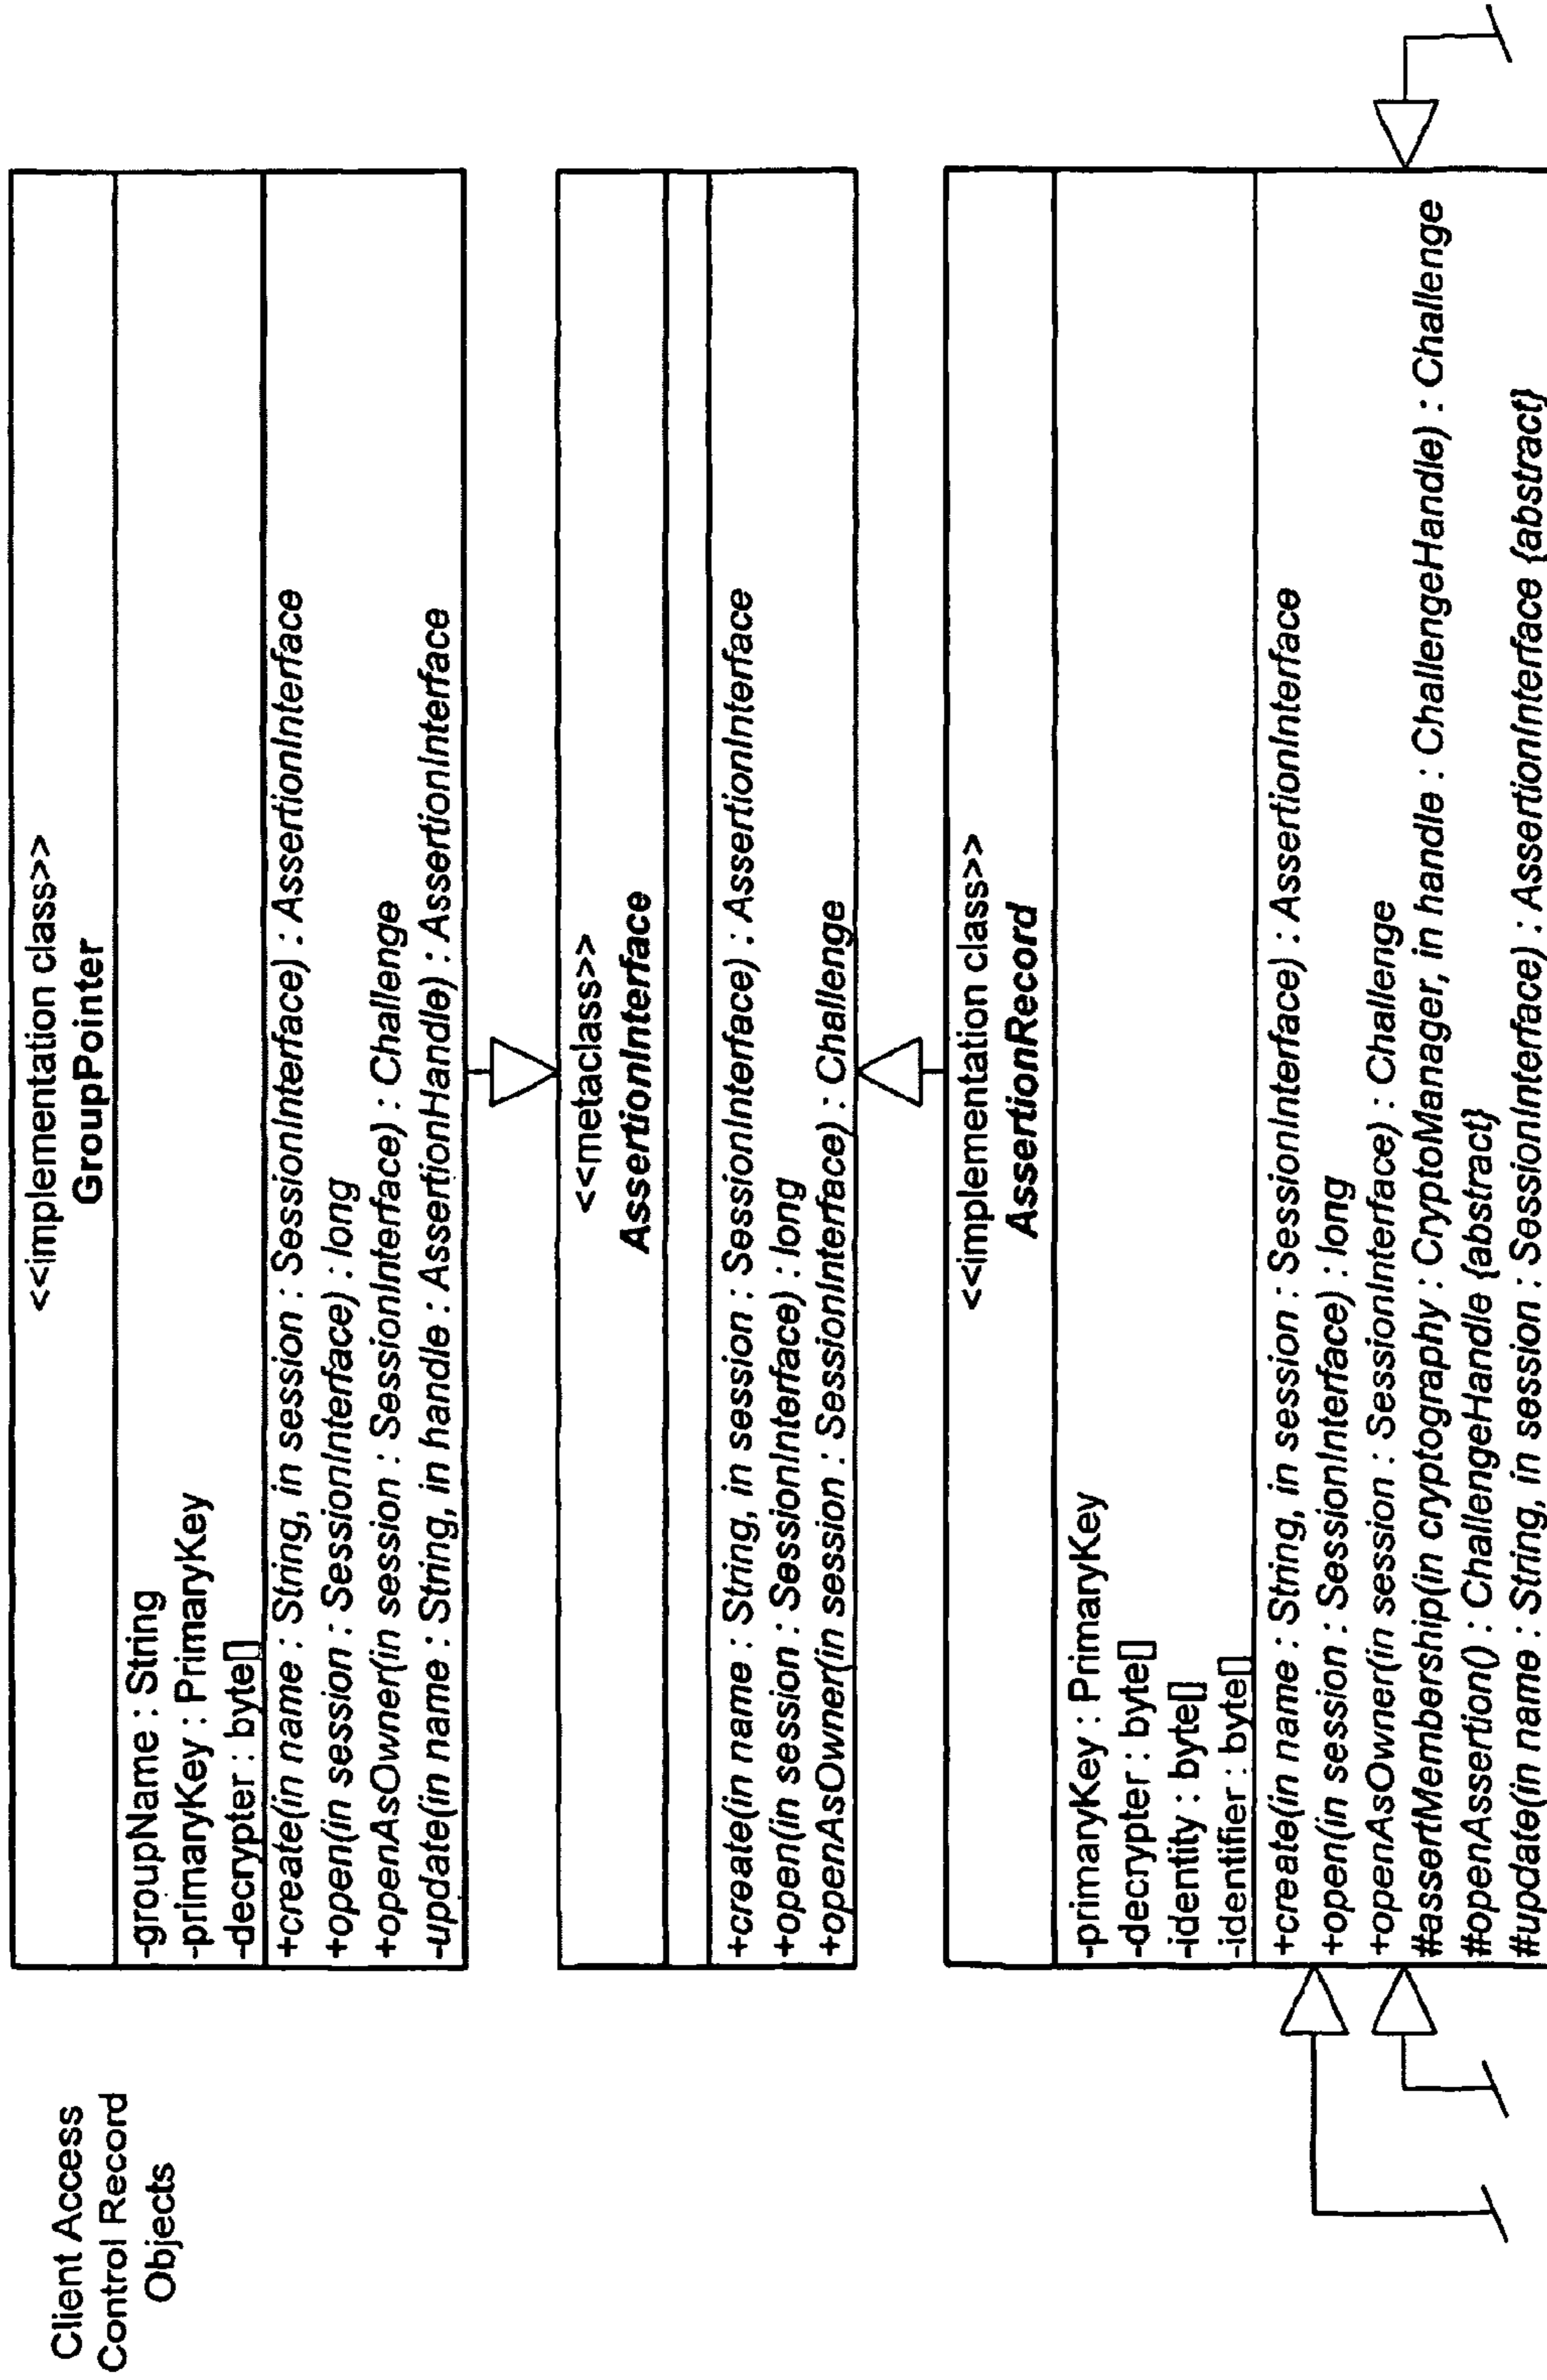 Client Access
Control Record
Objects
<<implementation class>>
GroupPointer
-groupName : String
-primaryKey : PrimaryKey
-decrypter : byte[]
+create(in name : String, in session : SessionInterface) : AssertionInterface
+open(in session : SessionInterface) : long
+openAsOwner(in session : SessionInterface) : Challenge
-update(in name : String, in handle : AssertionHandle) : AssertionInterface
<<metaclass>>
AssertionInterface
+create(in name : String, in session : SessionInterface) : AssertionInterface
+open(in session : SessionInterface) : long
+openAsOwner(in session : SessionInterface) : Challenge
<<implementation class>>
AssertionRecord
-primaryKey : PrimaryKey
-decrypter : byte[]
-identity : byte[]
-identifier : byte[]
+create(in name : String, in session : SessionInterface) : AssertionInterface
+open(in session : SessionInterface) : long
+openAsOwner(in session : SessionInterface) : Challenge
#assertMembership(in cryptography : CryptoManager, in handle : ChallengeHandle) : Challenge
#openAssertion() : ChallengeHandle {abstract}
#update(in name : String, in session : SessionInterface) : AssertionInterface {abstract}